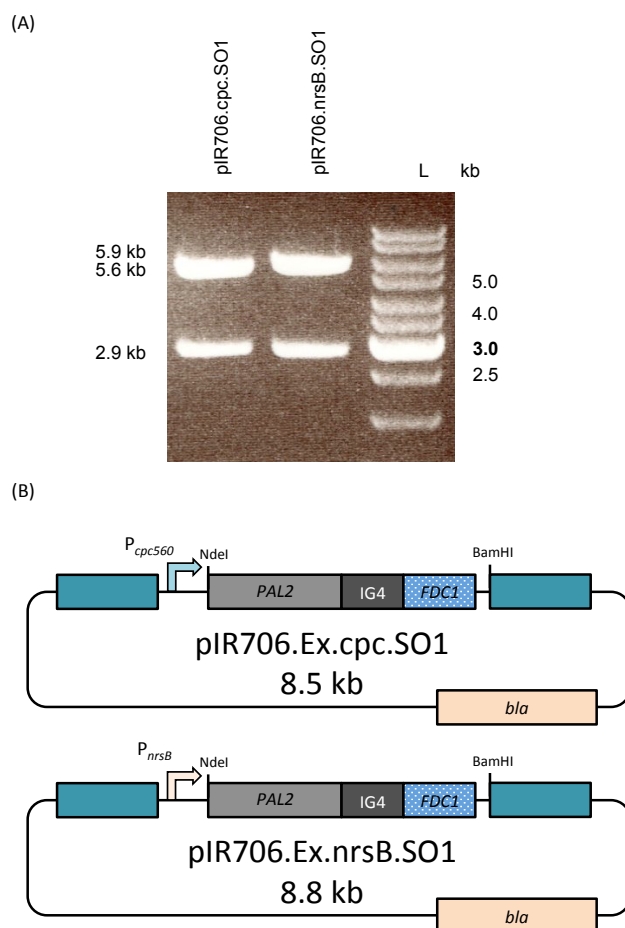 (A)
pIR706.cpc.SO1
pIR706.nrsB.SO1
L kb
5.9 kb
5.6 kb
2.9 kb
5.0
4.0
3.0
2.5
(B)
Pcpc560
NdeI
BamHI
PAL2 IG4 FDC1
pIR706.Ex.cpc.SO1
8.5 kb
bla
PnrsB
NdeI
BamHI
PAL2 IG4 FDC1
pIR706.Ex.nrsB.SO1
8.8 kb
bla